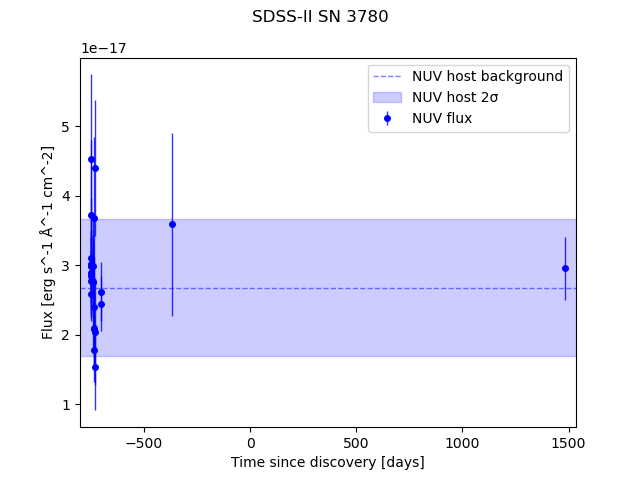 SDSS-II SN 3780
1e−17
NUV host background
NUV host 2σ
NUV flux
5
4
3
2
1
Flux [erg s^-1 Å^-1 cm^-2]
−500
0
500
1000
1500
Time since discovery [days]